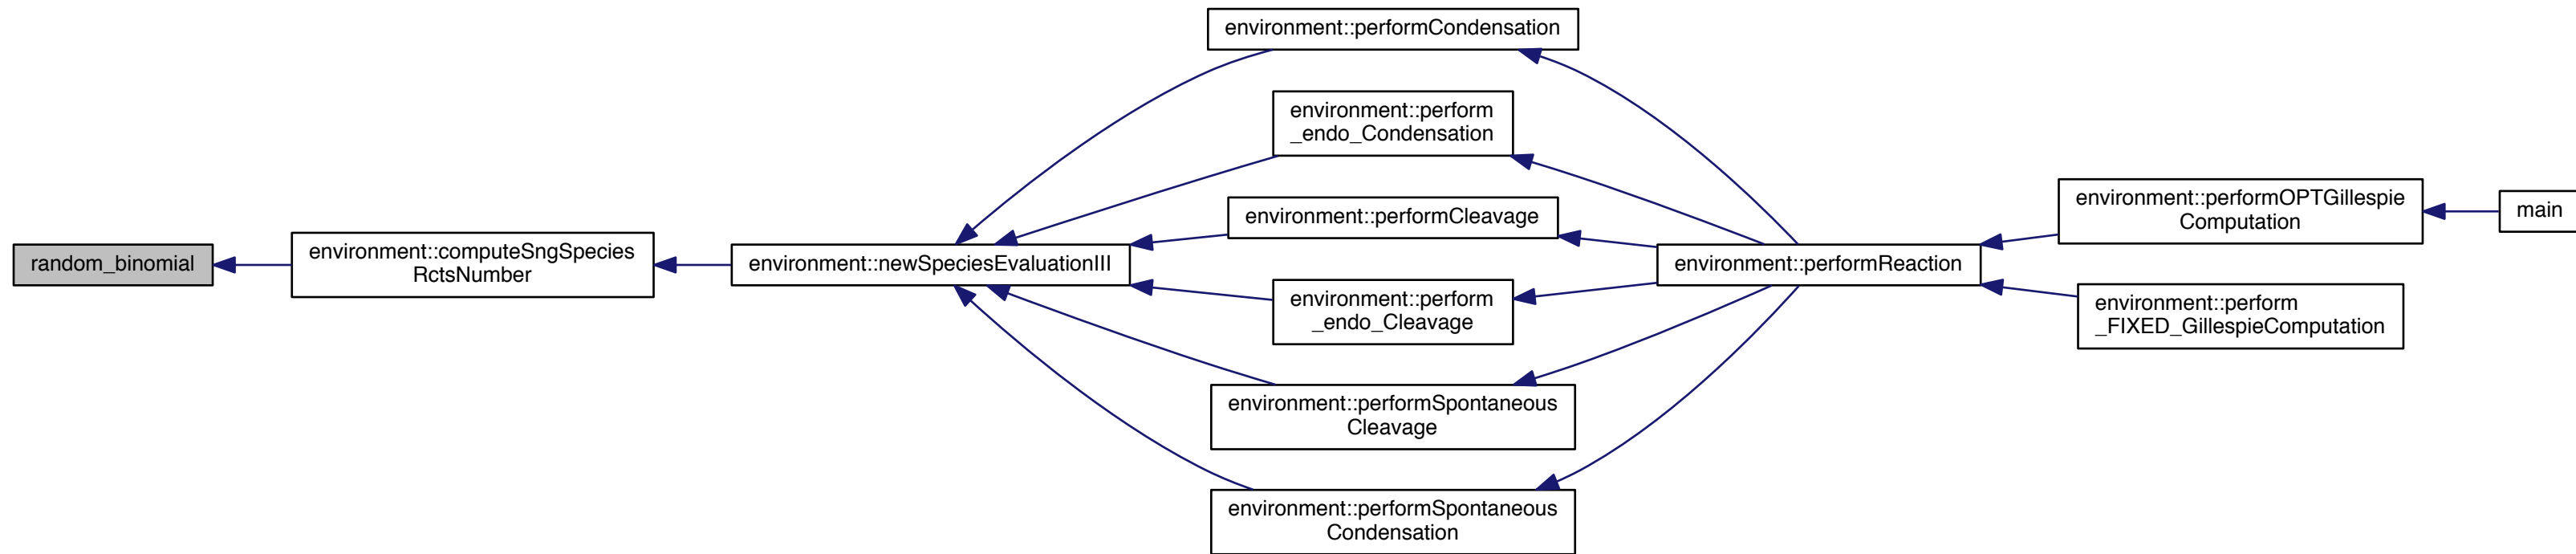 random_binomial
environment::computeSngSpecies
RctsNumber
environment::newSpeciesEvaluationIII
environment::performCondensation
environment::perform
_endo_Condensation
environment::performCleavage
environment::perform
_endo_Cleavage
environment::performSpontaneous
Cleavage
environment::performSpontaneous
Condensation
environment::performReaction
environment::performOPTGillespie
Computation
environment::perform
_FIXED_GillespieComputation
main